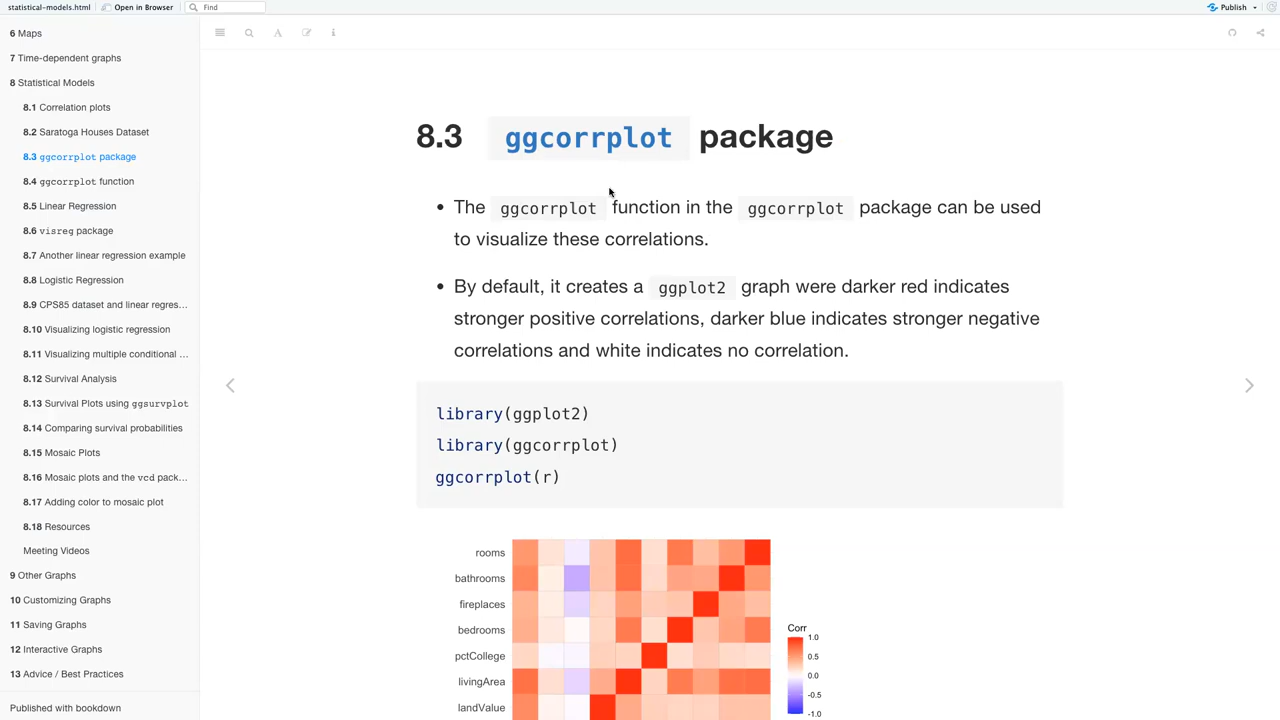 statistical-models.html
Open in Browser
Find
Publish
6 Maps
7 Time-dependent graphs
8 Statistical Models
8.1 Correlation plots
8.2 Saratoga Houses Dataset
8.3 ggcorrplot package
8.4 ggcorrplot function
8.5 Linear Regression
8.6 visreg package
8.7 Another linear regression example
8.8 Logistic Regression
8.9 CPS85 dataset and linear regres...
8.10 Visualizing logistic regression
8.11 Visualizing multiple conditional ...
8.12 Survival Analysis
8.13 Survival Plots using ggsurvplot
8.14 Comparing survival probabilities
8.15 Mosaic Plots
8.16 Mosaic plots and the vcd pack...
8.17 Adding color to mosaic plot
8.18 Resources
Meeting Videos
9 Other Graphs
10 Customizing Graphs
11 Saving Graphs
12 Interactive Graphs
13 Advice / Best Practices
Published with bookdown
8.3 ggcorrplot package
• The ggcorrplot function in the ggcorrplot package can be used
to visualize these correlations.
• By default, it creates a ggplot2 graph were darker red indicates
stronger positive correlations, darker blue indicates stronger negative
correlations and white indicates no correlation.
library(ggplot2)
library(ggcorrplot)
ggcorrplot(r)
rooms
bathrooms
fireplaces
bedrooms
pctCollege
livingArea
landValue
Corr
1.0
0.5
0.0
-0.5
-1.0